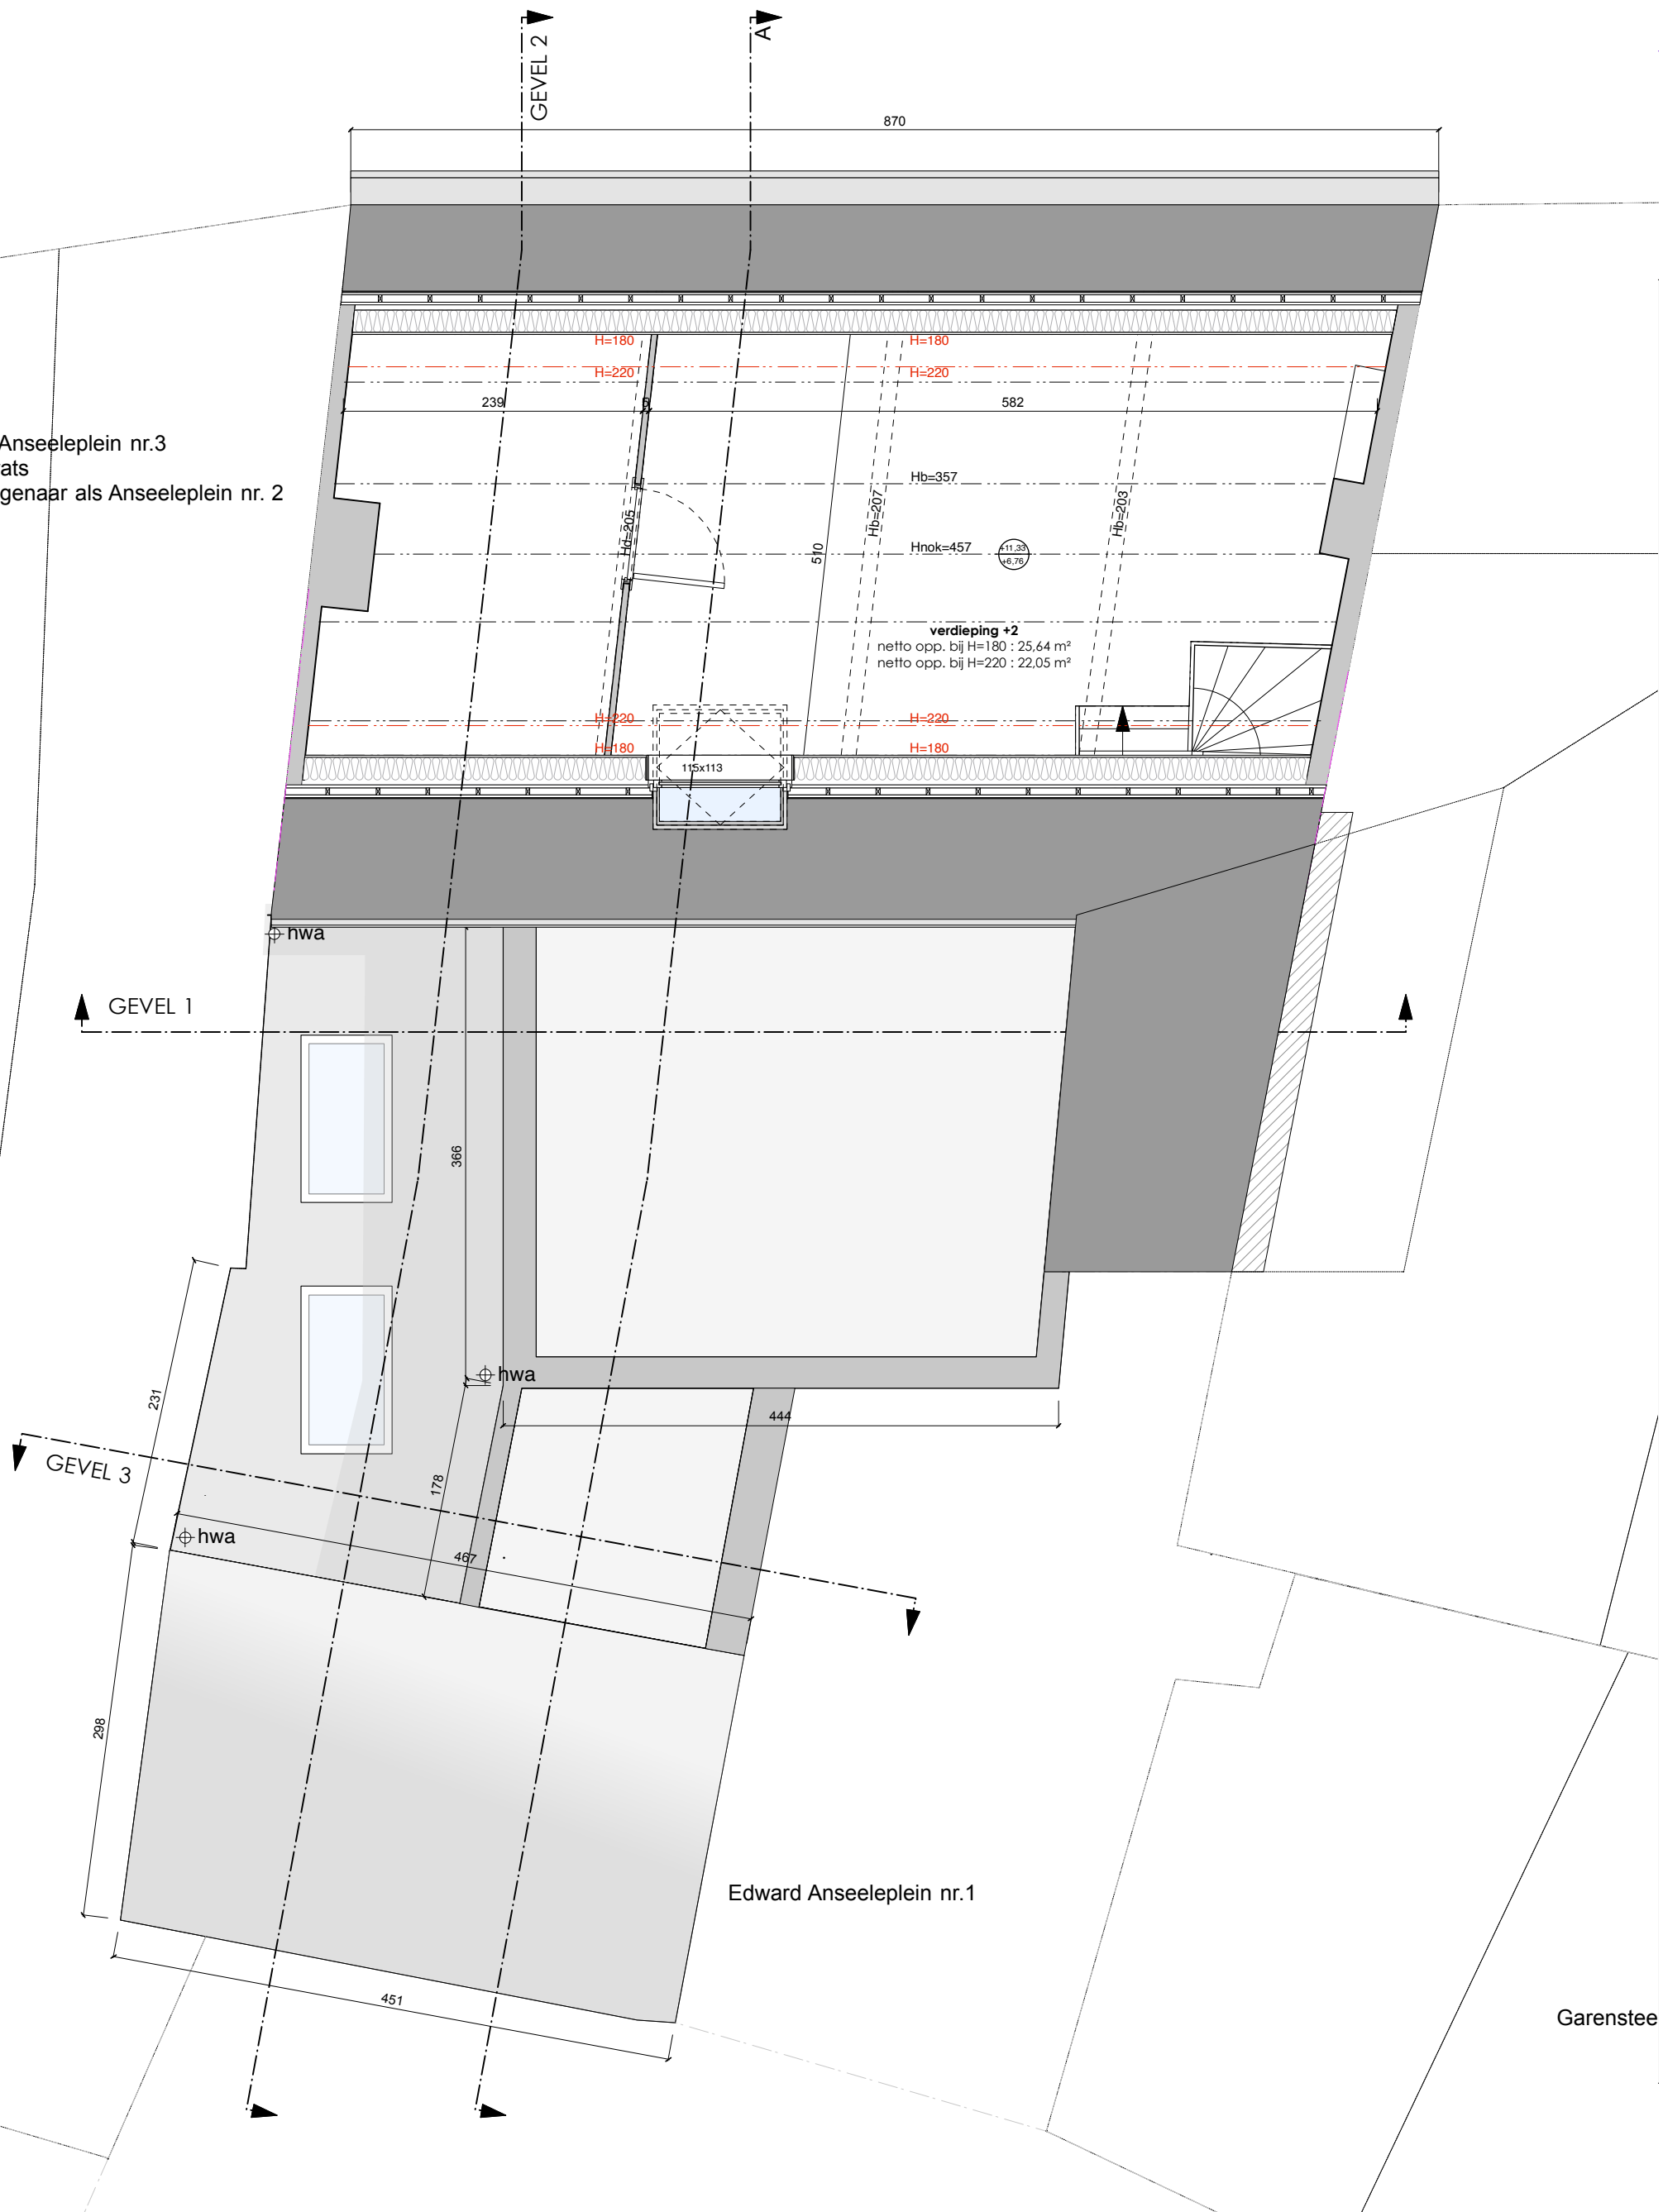 GEVEL 2
A
870
H=180
H=180
H=220
H=220
239
582
Anseeleplein nr.3
ats
genaar als Anseeleplein nr. 2
Hb=357
Hd=205
Hb=207
Hb=203
510
Hnok=457
+11,33
+6,76
verdieping +2
netto opp. bij H=180 : 25,64 m²
netto opp. bij H=220 : 22,05 m²
H=220
H=220
H=180
H=180
115x113
hwa
GEVEL 1
366
hwa
231
444
GEVEL 3
178
hwa
467
298
Edward Anseeleplein nr.1
451
Garenstee